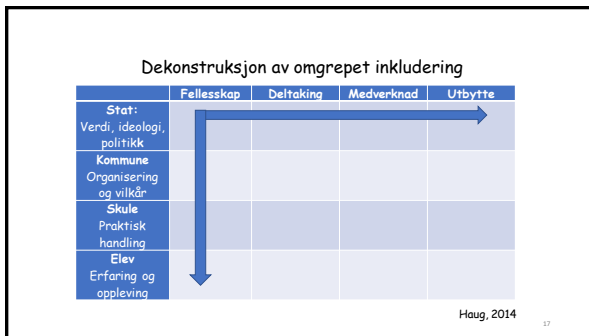 Dekonstruksjon av omgrepet inkludering
Fellesskap Deltaking Medverknad Utbytte
Stat:
Verdi, ideologi,
politikk
Kommune
Organisering
og vilkår
Skule
Praktisk
handling
Elev
Erfaring og
oppleving
Haug, 2014
17